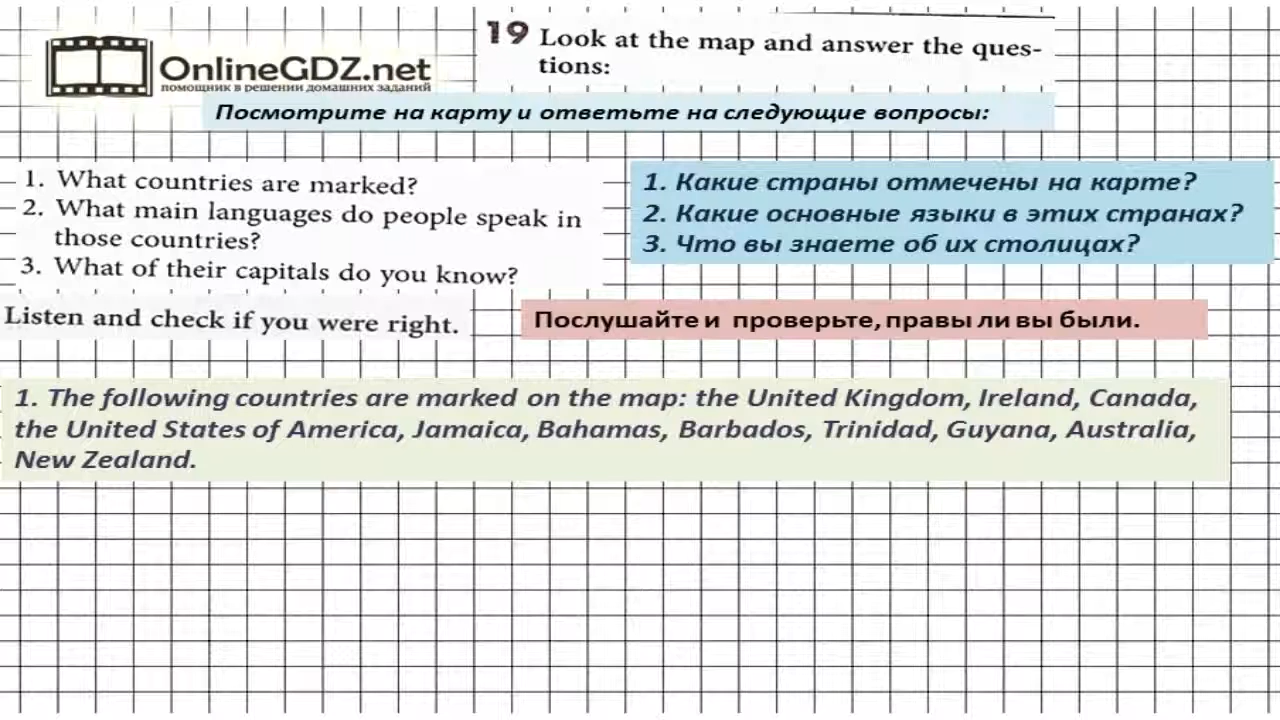 19 Look at the map and answer the ques-
tions:
OnlineGDZ.net
помощник в решении домашних заданий
Посмотрите на карту и ответьте на следующие вопросы:
1. What countries are marked?
2. What main languages do people speak in
those countries?
3. What of their capitals do you know?
1. Какие страны отмечены на карте?
2. Какие основные языки в этих странах?
3. Что вы знаете об их столицах?
Listen and check if you were right.
Послушайте и проверьте, правы ли вы были.
1. The following countries are marked on the map: the United Kingdom, Ireland, Canada,
the United States of America, Jamaica, Bahamas, Barbados, Trinidad, Guyana, Australia,
New Zealand.